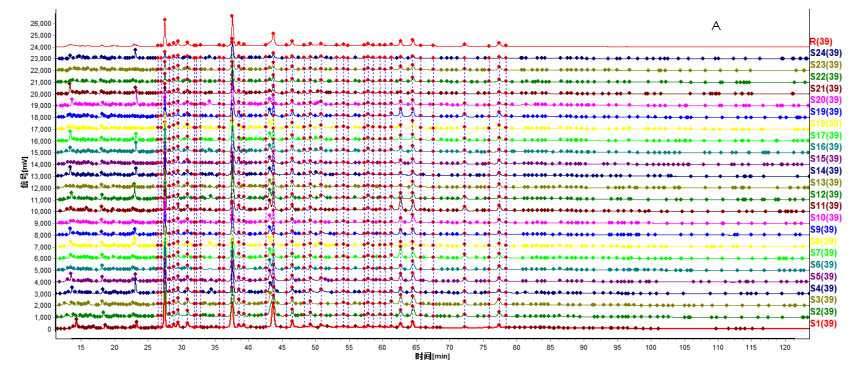 A
26,000
25,000
24,000
23,000
22,000
21,000
20,000
19,000
18,000
17,000
16,000
15,000
14,000
13,000
12,000
11,000
10,000
9,000
8,000
7,000
6,000
5,000
4,000
3,000
2,000
1,000
0
信号[mV]
R(39)
S24(39)
S23(39)
S22(39)
S21(39)
S20(39)
S19(39)
S18(39)
S17(39)
S16(39)
S15(39)
S14(39)
S13(39)
S12(39)
S11(39)
S10(39)
S9(39)
S8(39)
S7(39)
S6(39)
S5(39)
S4(39)
S3(39)
S2(39)
S1(39)
15 20 25 30 35 40 45 50 55 60 65 70 75 80 85 90 95 100 105 110 115 120
时间[min]